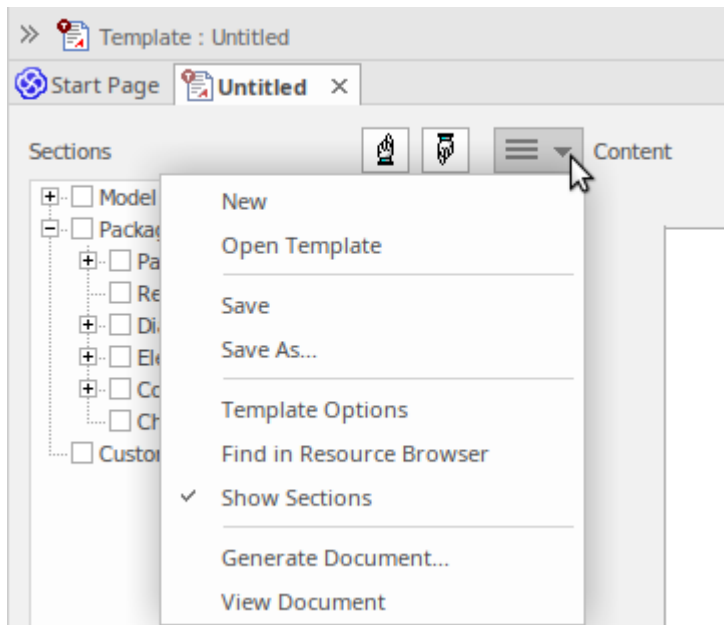 Template : Untitled
Start Page
Untitled
Sections
Content
Model
New
Open Template
Save
Save As...
Template Options
Find in Resource Browser
Show Sections
Generate Document...
View Document